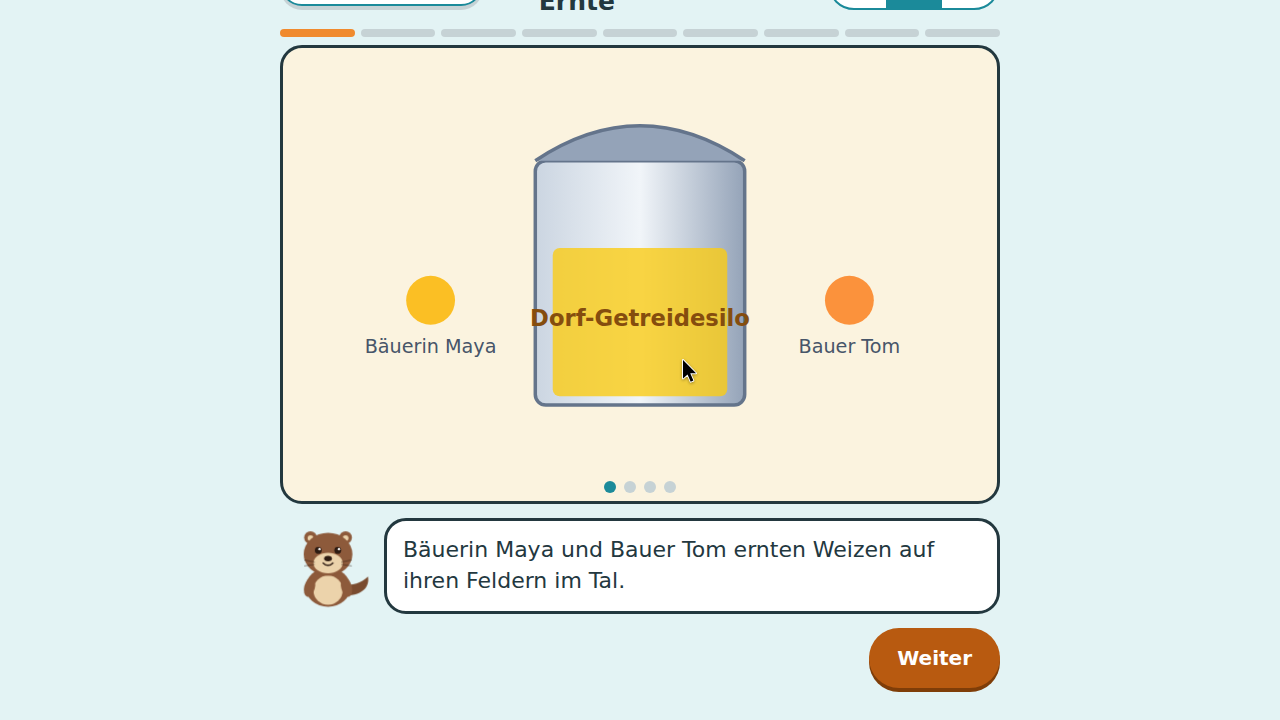 Ernte
Dorf-Getreidesilo
Bäuerin Maya
Bauer Tom
Bäuerin Maya und Bauer Tom ernten Weizen auf
ihren Feldern im Tal.
Weiter